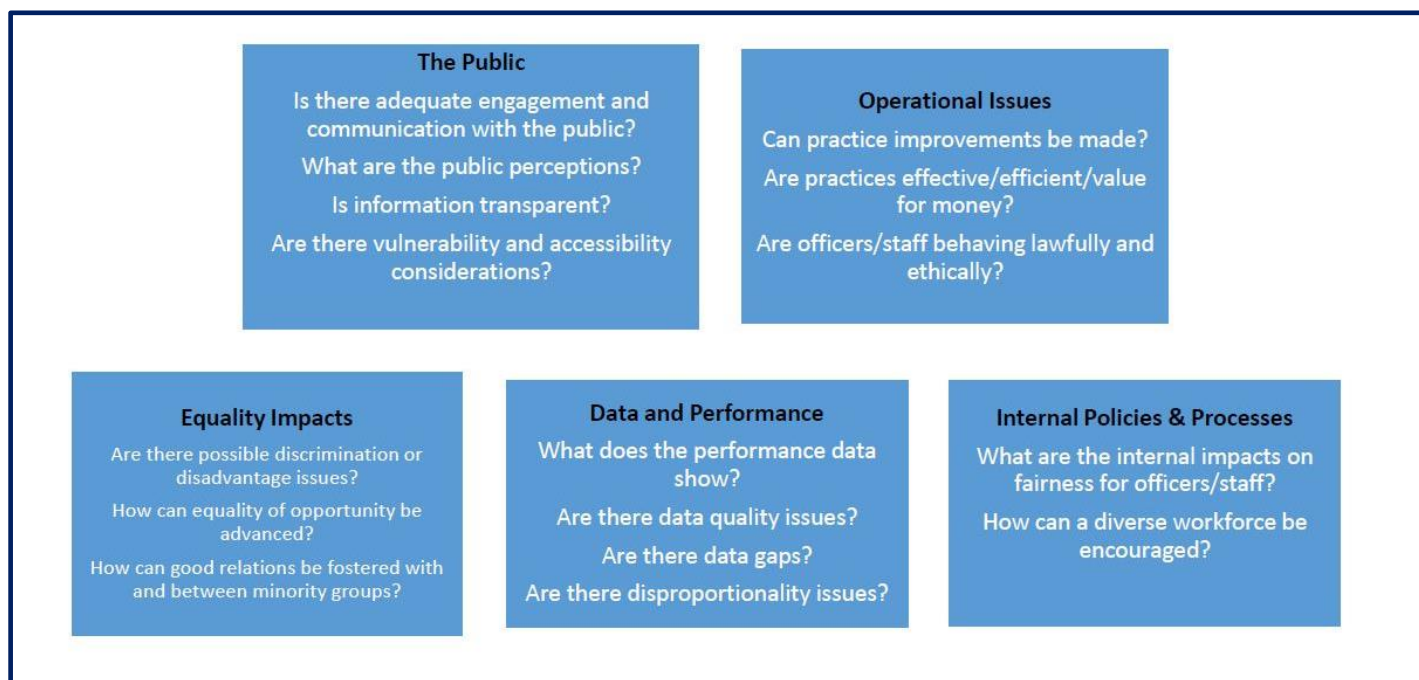 The Public
Is there adequate engagement and
communication with the public?
What are the public perceptions?
Is information transparent?
Are there vulnerability and accessibility
considerations?
Operational Issues
Can practice improvements be made?
Are practices effective/efficient/value
for money?
Are officers/staff behaving lawfully and
ethically?
Equality Impacts
Are there possible discrimination or
disadvantage issues?
How can equality of opportunity be
advanced?
How can good relations be fostered with
and between minority groups?
Data and Performance
What does the performance data
show?
Are there data quality issues?
Are there data gaps?
Are there disproportionality issues?
Internal Policies & Processes
What are the internal impacts on
fairness for officers/staff?
How can a diverse workforce be
encouraged?